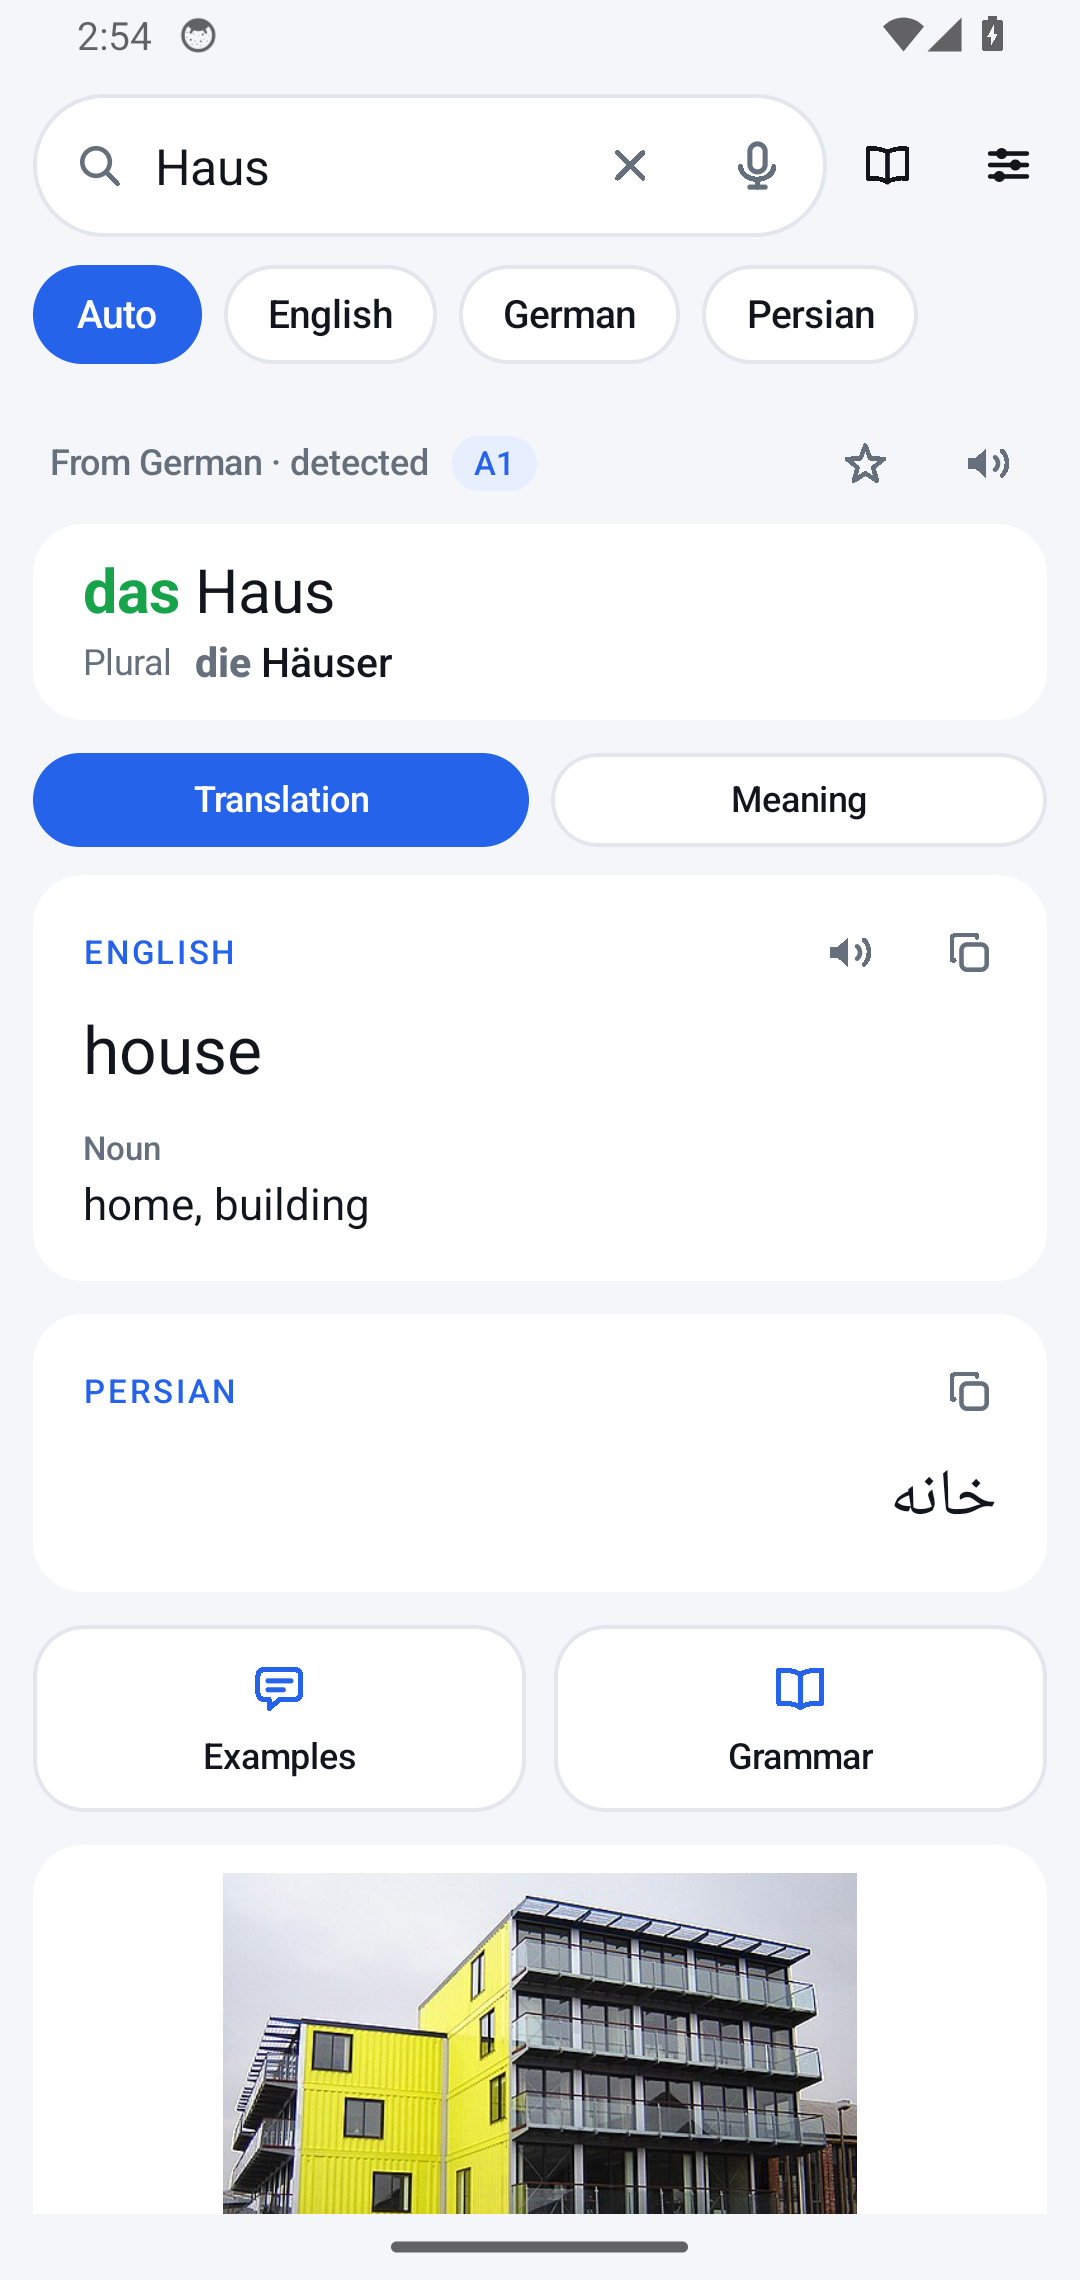 2:54
Haus
Auto English German Persian
From German · detected A1
das Haus
Plural die Häuser
Translation Meaning
ENGLISH
house
Noun
home, building
PERSIAN
خانه
Examples Grammar